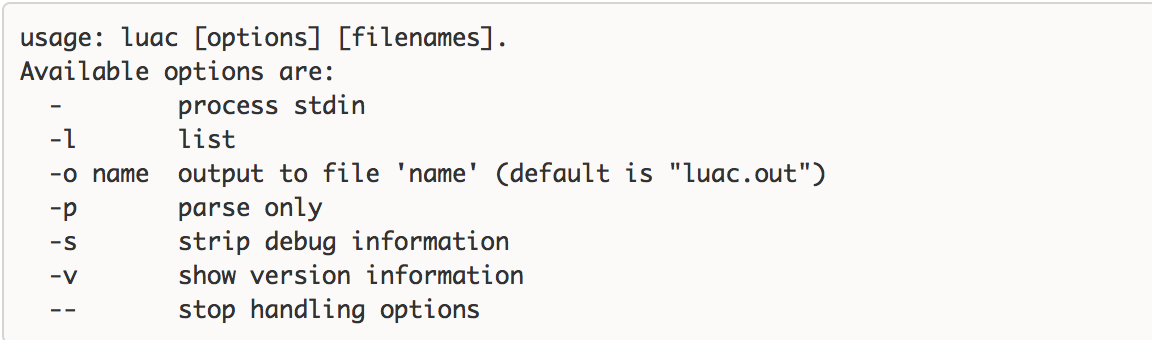 usage: luac [options] [filenames].
Available options are:
  -        process stdin
  -l       list
  -o name  output to file 'name' (default is "luac.out")
  -p       parse only
  -s       strip debug information
  -v       show version information
  --       stop handling options